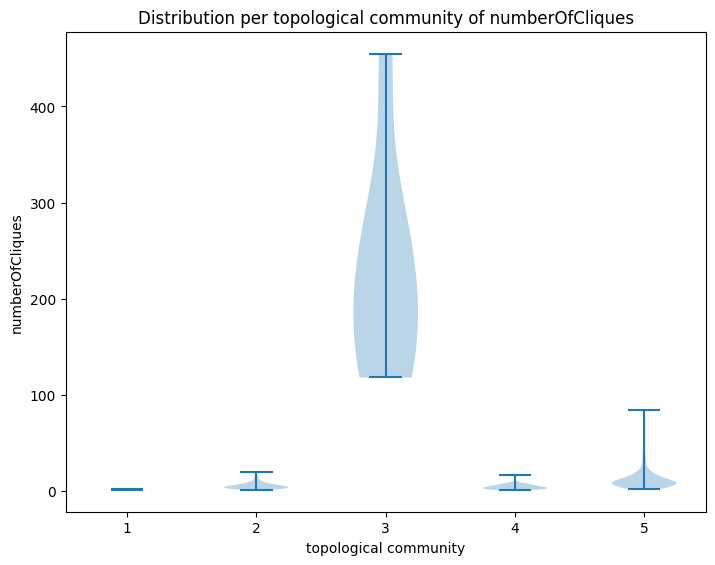 Distribution per topological community of numberOfCliques
numberOfCliques
400
300
200
100
0
1 2 3 4 5
topological community